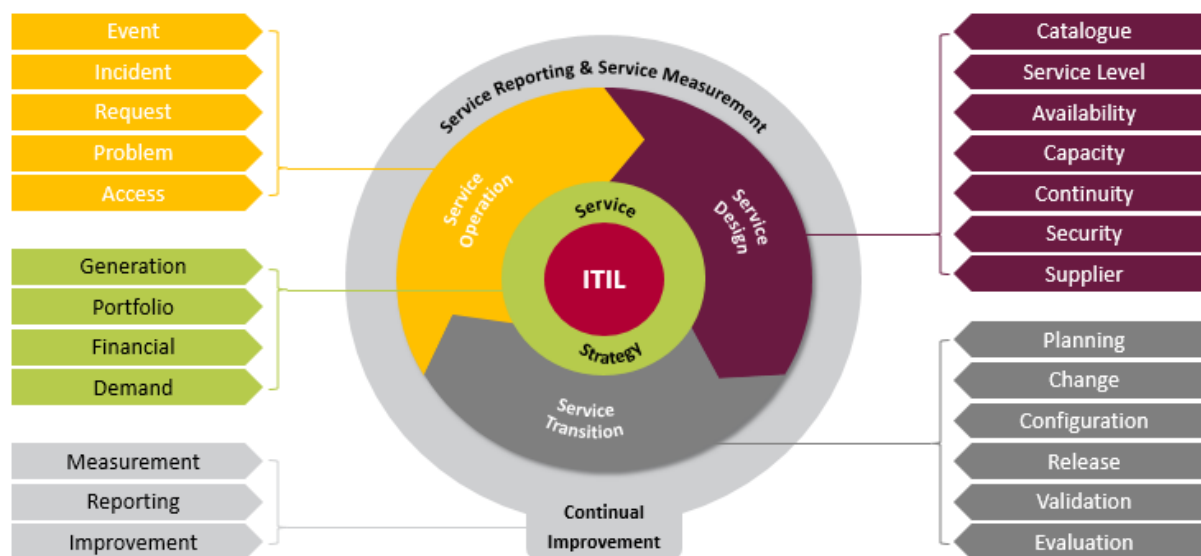 Event
Incident
Request
Problem
Access
Generation
Portfolio
Financial
Demand
Measurement
Reporting
Improvement
Service Reporting & Service Measurement
Service
Operation
Service
Design
Service
ITIL
Strategy
Service
Transition
Continual
Improvement
Catalogue
Service Level
Availability
Capacity
Continuity
Security
Supplier
Planning
Change
Configuration
Release
Validation
Evaluation